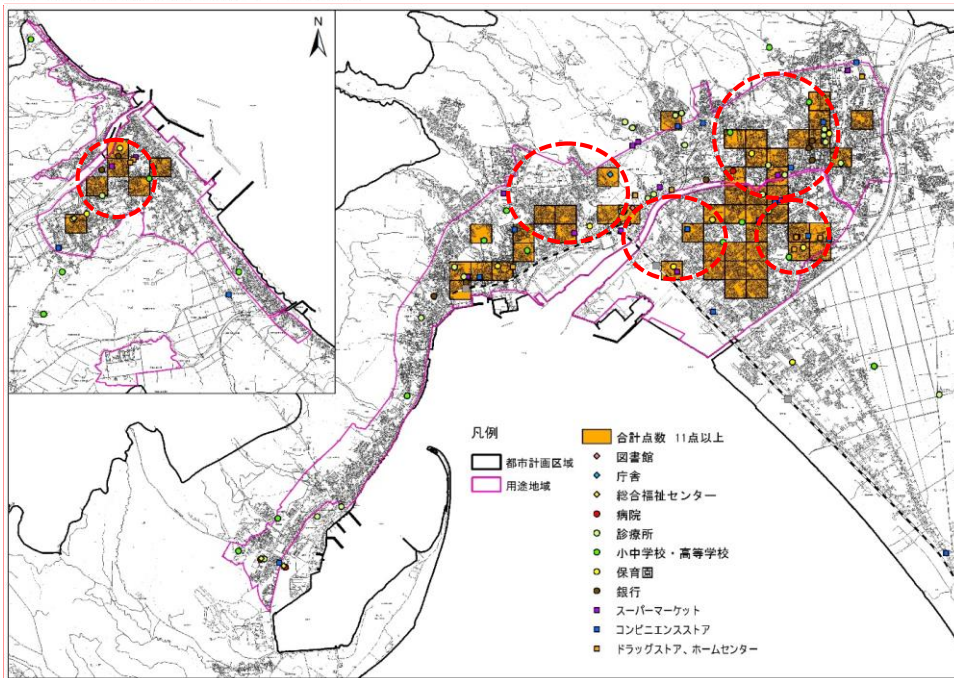 N
凡例
都市計画区域
用途地域
合計点数 11点以上
図書館
庁舎
総合福祉センター
病院
診療所
小中学校・高等学校
保育園
銀行
スーパーマーケット
コンビニエンスストア
ドラッグストア、ホームセンター